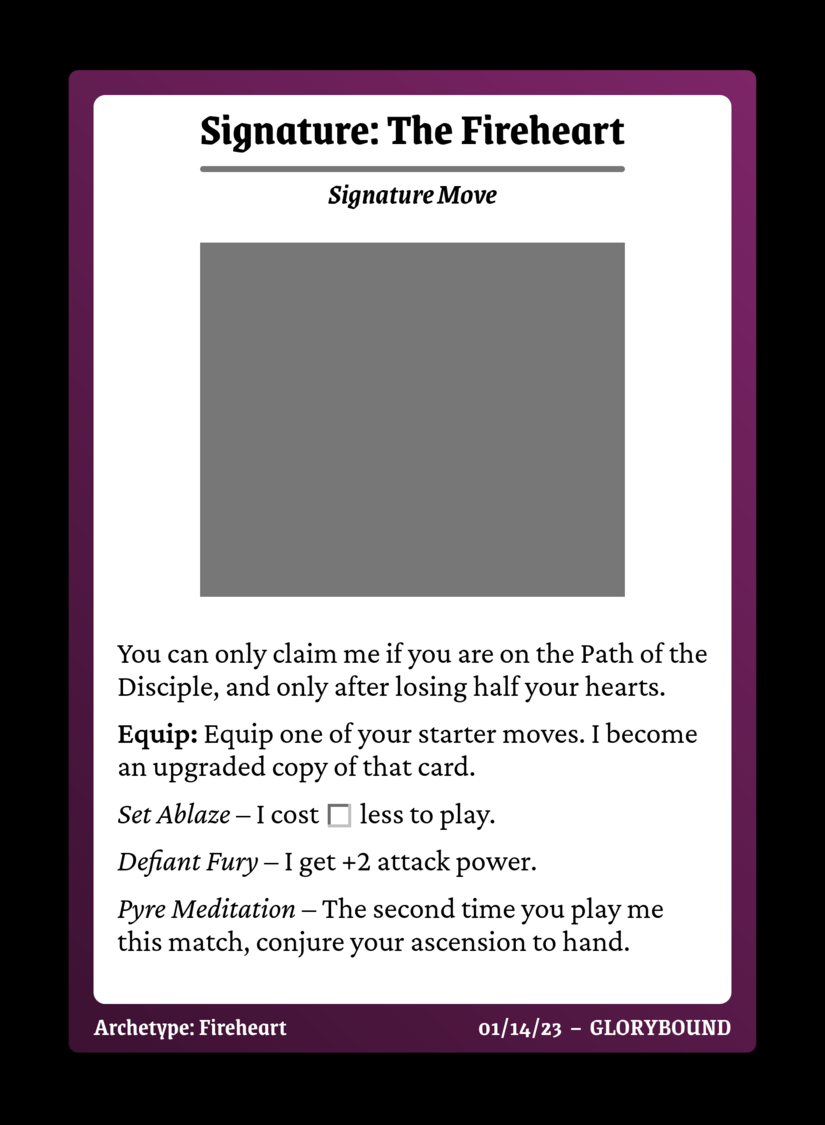 Signature: The Fireheart
Signature Move
You can only claim me if you are on the Path of the
Disciple, and only after losing half your hearts.
Equip: Equip one of your starter moves. I become
an upgraded copy of that card.
Set Ablaze – I cost less to play.
Defiant Fury – I get +2 attack power.
Pyre Meditation – The second time you play me
this match, conjure your ascension to hand.
Archetype: Fireheart
01/14/23 – GLORYBOUND